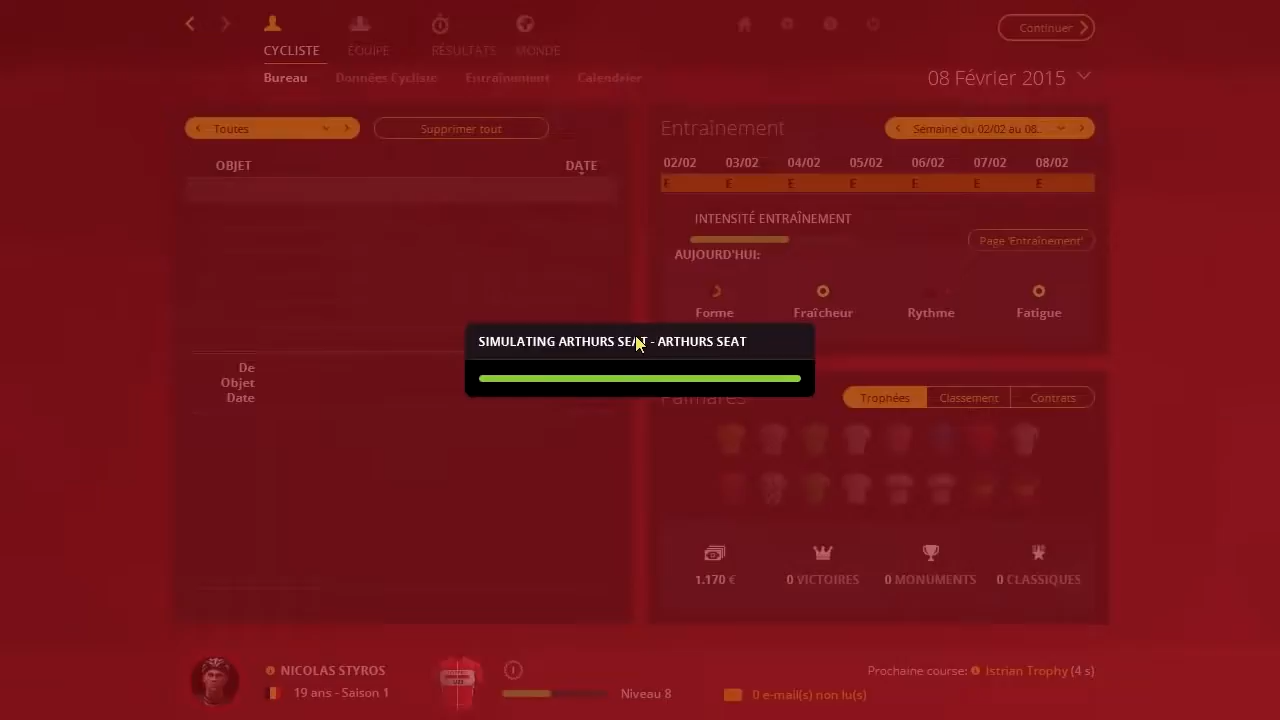 Continuer
CYCLISTE ÉQUIPE RÉSULTATS MONDE
Bureau Données Cycliste Entraînement Calendrier
08 Février 2015
Toutes Supprimer tout
OBJET DATE
De
Objet
Date
Entraînement Semaine du 02/02 au 08..
02/02 03/02 04/02 05/02 06/02 07/02 08/02
E E E E E E E
INTENSITÉ ENTRAÎNEMENT
Page 'Entraînement'
AUJOURD'HUI:
Forme Fraîcheur Rythme Fatigue
SIMULATING ARTHURS SEAT - ARTHURS SEAT
Palmarès Trophées Classement Contrats
1.170 € 0 VICTOIRES 0 MONUMENTS 0 CLASSIQUES
NICOLAS STYROS
19 ans - Saison 1
Niveau 8
Prochaine course: Istrian Trophy (4 s)
0 e-mail(s) non lu(s)